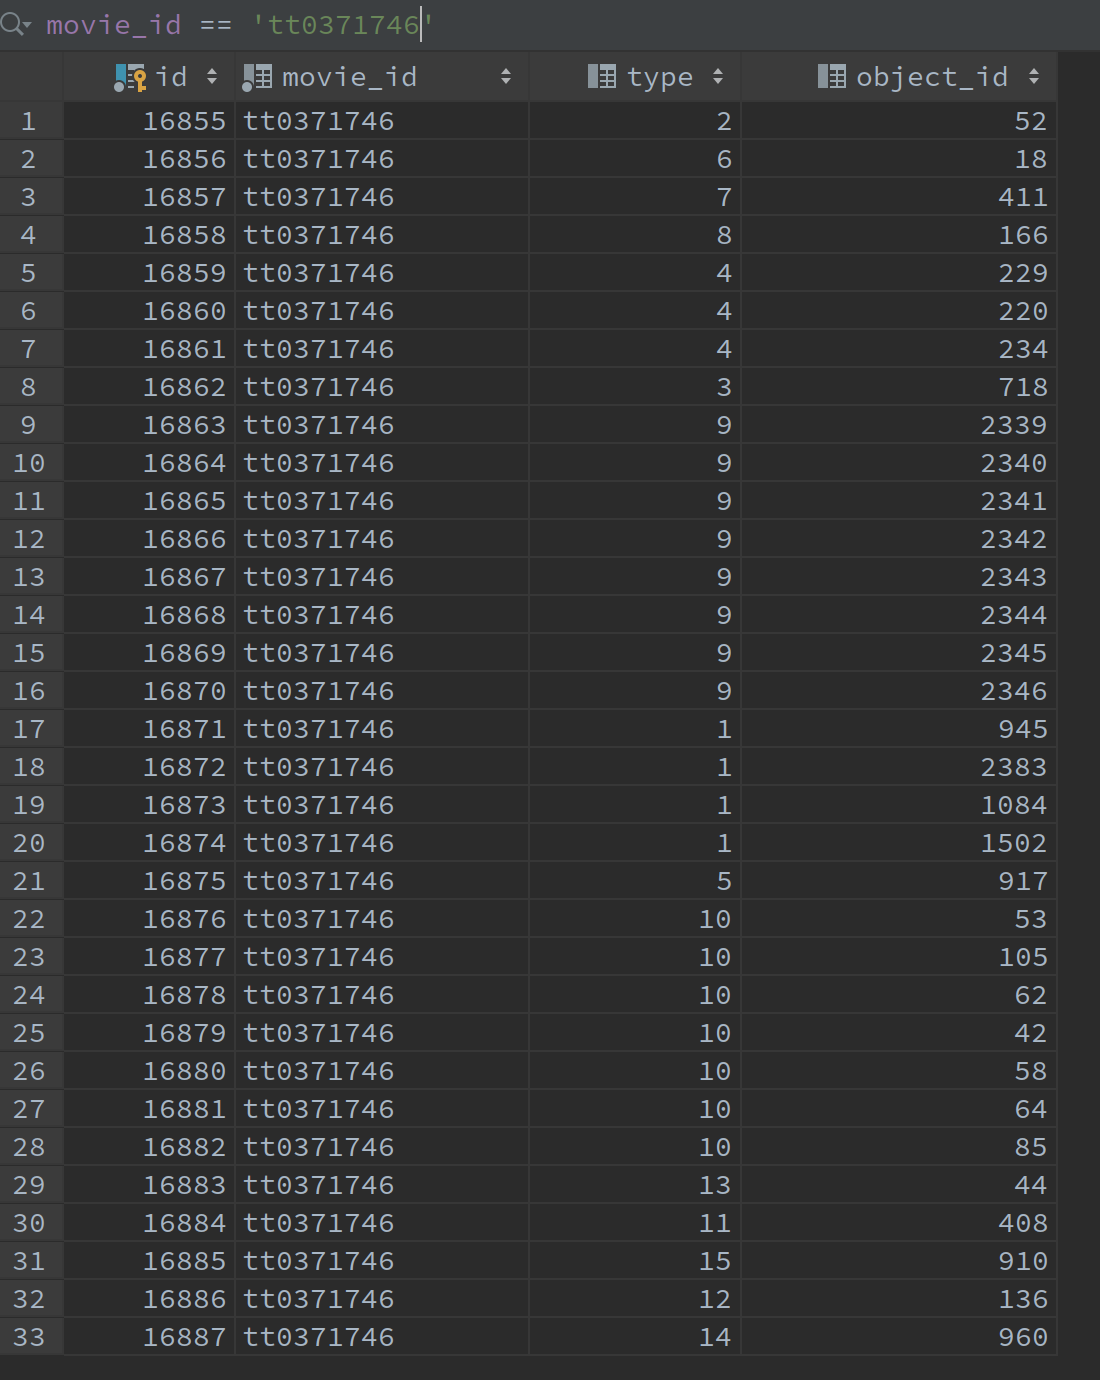 movie_id == 'tt0371746'
id movie_id type object_id
1 16855 tt0371746 2 52
2 16856 tt0371746 6 18
3 16857 tt0371746 7 411
4 16858 tt0371746 8 166
5 16859 tt0371746 4 229
6 16860 tt0371746 4 220
7 16861 tt0371746 4 234
8 16862 tt0371746 3 718
9 16863 tt0371746 9 2339
10 16864 tt0371746 9 2340
11 16865 tt0371746 9 2341
12 16866 tt0371746 9 2342
13 16867 tt0371746 9 2343
14 16868 tt0371746 9 2344
15 16869 tt0371746 9 2345
16 16870 tt0371746 9 2346
17 16871 tt0371746 1 945
18 16872 tt0371746 1 2383
19 16873 tt0371746 1 1084
20 16874 tt0371746 1 1502
21 16875 tt0371746 5 917
22 16876 tt0371746 10 53
23 16877 tt0371746 10 105
24 16878 tt0371746 10 62
25 16879 tt0371746 10 42
26 16880 tt0371746 10 58
27 16881 tt0371746 10 64
28 16882 tt0371746 10 85
29 16883 tt0371746 13 44
30 16884 tt0371746 11 408
31 16885 tt0371746 15 910
32 16886 tt0371746 12 136
33 16887 tt0371746 14 960